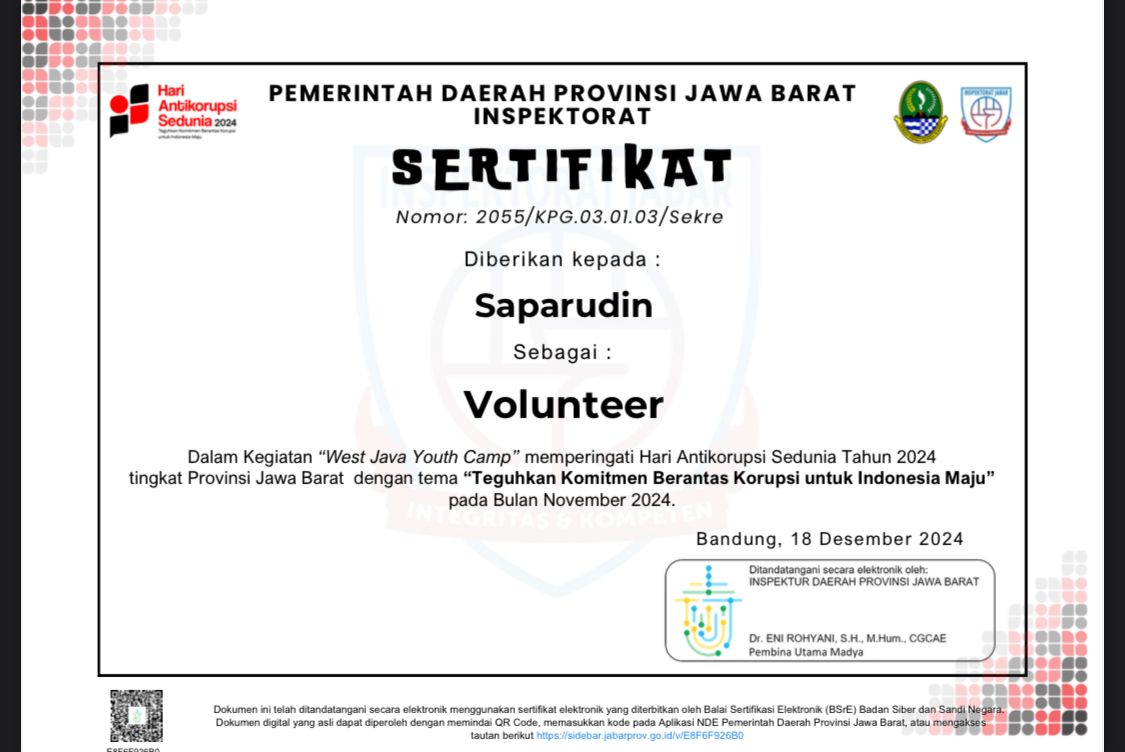 Hari
Antikorupsi
Sedunia 2024
Teguhkan Komitmen Berantas Korupsi
untuk Indonesia Maju
PEMERINTAH DAERAH PROVINSI JAWA BARAT
INSPEKTORAT
INSPEKTORAT JABAR
SERTIFIKAT
INSPEKTORAT JABAR
Nomor: 2055/KPG.03.01.03/Sekre
Diberikan kepada :
Saparudin
Sebagai :
Volunteer
Dalam Kegiatan “West Java Youth Camp” memperingati Hari Antikorupsi Sedunia Tahun 2024
tingkat Provinsi Jawa Barat dengan tema “Teguhkan Komitmen Berantas Korupsi untuk Indonesia Maju”
pada Bulan November 2024.
INTEGRITAS & KOMPETEN
Bandung, 18 Desember 2024
Ditandatangani secara elektronik oleh:
INSPEKTUR DAERAH PROVINSI JAWA BARAT
Dr. ENI ROHYANI, S.H., M.Hum., CGCAE
Pembina Utama Madya
Dokumen ini telah ditandatangani secara elektronik menggunakan sertifikat elektronik yang diterbitkan oleh Balai Sertifikasi Elektronik (BSrE) Badan Siber dan Sandi Negara.
Dokumen digital yang asli dapat diperoleh dengan memindai QR Code, memasukkan kode pada Aplikasi NDE Pemerintah Daerah Provinsi Jawa Barat, atau mengakses
tautan berikut https://sidebar.jabarprov.go.id/v/E8F6F926B0
E8F6F926B0